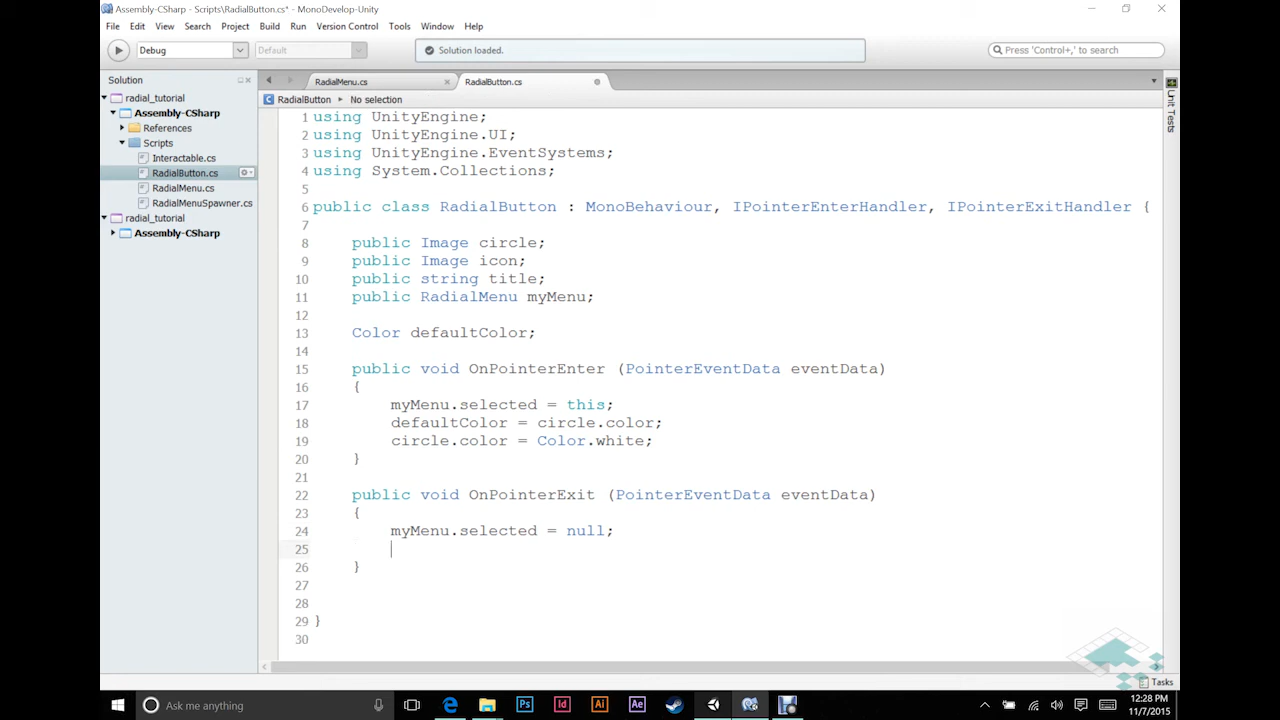 Assembly-CSharp - Scripts\RadialButton.cs* - MonoDevelop-Unity
File Edit View Search Project Build Run Version Control Tools Window Help
Debug Default Solution loaded. Press 'Control+,' to search
Solution
RadialMenu.cs RadialButton.cs
RadialButton No selection
radial_tutorial
Assembly-CSharp
References
Scripts
Interactable.cs
RadialButton.cs
RadialMenu.cs
RadialMenuSpawner.cs
radial_tutorial
Assembly-CSharp
1 using UnityEngine;
2 using UnityEngine.UI;
3 using UnityEngine.EventSystems;
4 using System.Collections;
5
6 public class RadialButton : MonoBehaviour, IPointerEnterHandler, IPointerExitHandler {
7
8 public Image circle;
9 public Image icon;
10 public string title;
11 public RadialMenu myMenu;
12
13 Color defaultColor;
14
15 public void OnPointerEnter (PointerEventData eventData)
16 {
17 myMenu.selected = this;
18 defaultColor = circle.color;
19 circle.color = Color.white;
20 }
21
22 public void OnPointerExit (PointerEventData eventData)
23 {
24 myMenu.selected = null;
25
26 }
27
28
29 }
30
Unit Tests
Tasks
Ask me anything
Ps Id Ai Ae
12:28 PM
11/7/2015